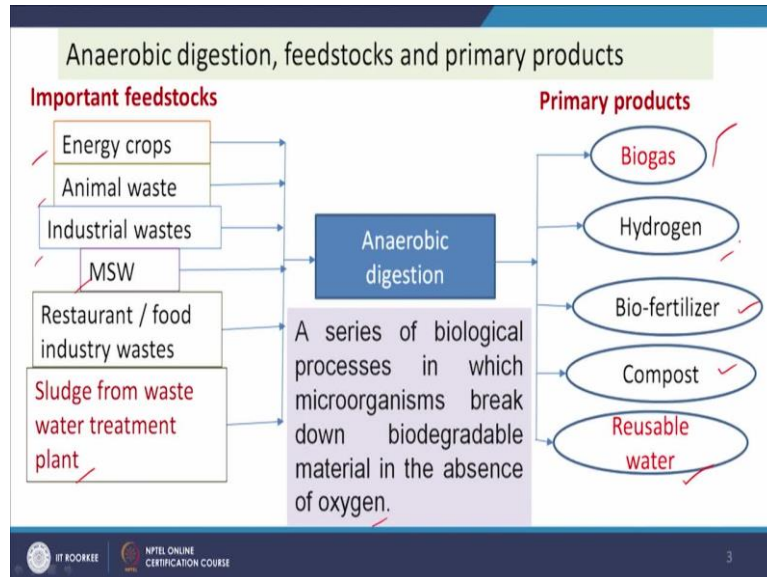 Anaerobic digestion, feedstocks and primary products
Important feedstocks
Energy crops
Animal waste
Industrial wastes
MSW
Restaurant / food
industry wastes
Sludge from waste
water treatment
plant
Anaerobic
digestion
A series of biological
processes in which
microorganisms break
down biodegradable
material in the absence
of oxygen.
Primary products
Biogas
Hydrogen
Bio-fertilizer
Compost
Reusable
water
IIT ROORKEE
NPTEL ONLINE
CERTIFICATION COURSE
3